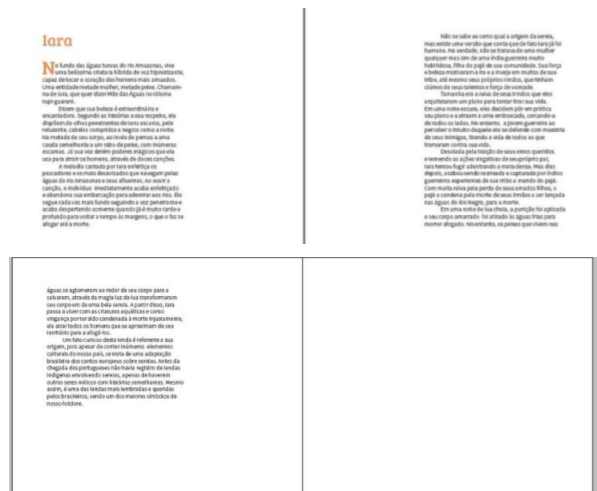 Iara
No fundo das águas turvas do rio Amazonas, vive
uma belíssima criatura híbrida de voz hipnotizante,
capaz de tocar o coração dos homens mais amuados.
Uma entidade metade mulher, metade peixe. Chamam-
na de Iara, que quer dizer Mãe das Águas no idioma
tupi-guarani.
Dizem que sua beleza é extraordinária e
encantadora. Segundo as histórias a seu respeito, ela
dispõem de olhos penetrantes de tons escuros, pele
reluzente, cabelos compridos e negros como a noite.
Na metade de seu corpo, ao invés de pernas a uma
cauda semelhante a um rabo de peixe, com inúmeras
escamas. Já sua voz detém poderes mágicos que ela
usa para atrair os homens, através de doces canções.
A melodia cantada por Iara enfeitiça os
pescadores e os mais desavisados que navegam pelas
águas do rio Amazonas e seus afluentes. Ao ouvir a
canção, o indivíduo imediatamente acaba enfeitiçado
e abandona sua embarcação para adentrar aos rios. Ele
segue cada vez mais fundo seguindo a voz penetrante e
acaba despertando somente quando já é muito tarde e
profundo para voltar a tempo às margens, o que o faz se
afogar até a morte.
Não se sabe ao certo qual a origem da sereia,
mas existe uma versão que conta que de fato Iara já foi
humana. Na verdade, não se tratava de uma mulher
qualquer mas sim de uma índia guerreira muito
habilidosa, filha do pajé de sua comunidade. Sua força
e beleza motivaram a ira e a inveja em muitos de sua
tribo, até mesmo seus próprios irmãos, que tinham
ciúmes de seus talentos e força de vontade.
Tamanha era a raiva de seus irmãos que eles
arquitetaram um plano para tentar tirar sua vida.
Em uma noite escura, eles decidem pôr em prática
seu plano e a atraem a uma emboscada, cercando-a
de todos os lados. No entanto, a jovem guerreira ao
perceber o intuito daquele ato se defende com maestria
de seus inimigos, tirando a vida de todos os que
tramaram contra sua vida.
Desolada pela traição de seus entes queridos
e temendo as ações vingativas de seu próprio pai,
Iara temeu fugir adentrando a mata densa. Mas dias
depois, acabou sendo rastreada e capturada por índios
guerreiros experientes de sua tribo a mando do pajé.
Com muita raiva pela perda de seus amados filhos, o
pajé a condena pela morte de seus irmãos a ser lançada
nas águas do Rio Negro, para a morte.
Em uma noite de lua cheia, a punição foi aplicada
e seu corpo amarrado foi atirado às águas frias para
morrer afogado. No entanto, os peixes que vivem nas
águas se aglomeram ao redor de seu corpo para a
salvarem, através da magia luz da lua transformaram
seu corpo em de uma bela sereia. A partir disso, Iara
passa a viver com as criaturas aquáticas e como
vingança por ter sido condenada à morte injustamente,
ela atrai todos os homens que se aproximam de seu
território para a afogá-los.
Um fato curioso desta lenda é referente a sua
origem, pois apesar de conter inúmeros elementos
culturais do nosso país, se trata de uma adaptação
brasileira dos contos europeus sobre sereias. Antes da
chegada dos portugueses não havia registro de lendas
indígenas envolvendo sereias, apenas de haverem
outros seres míticos com histórias semelhantes. Mesmo
assim, é uma das lendas mais lembradas e queridas
pelos brasileiros, sendo um dos maiores símbolos de
nosso folclore.